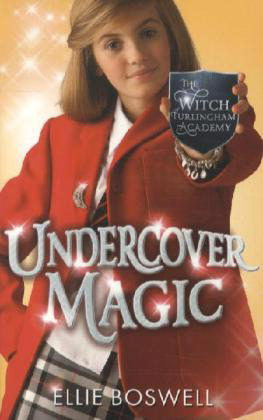 THE
WITCH
TURLINGHAM
ACADEMY
UNDERCOVER
MAGIC
ELLIE BOSWELL